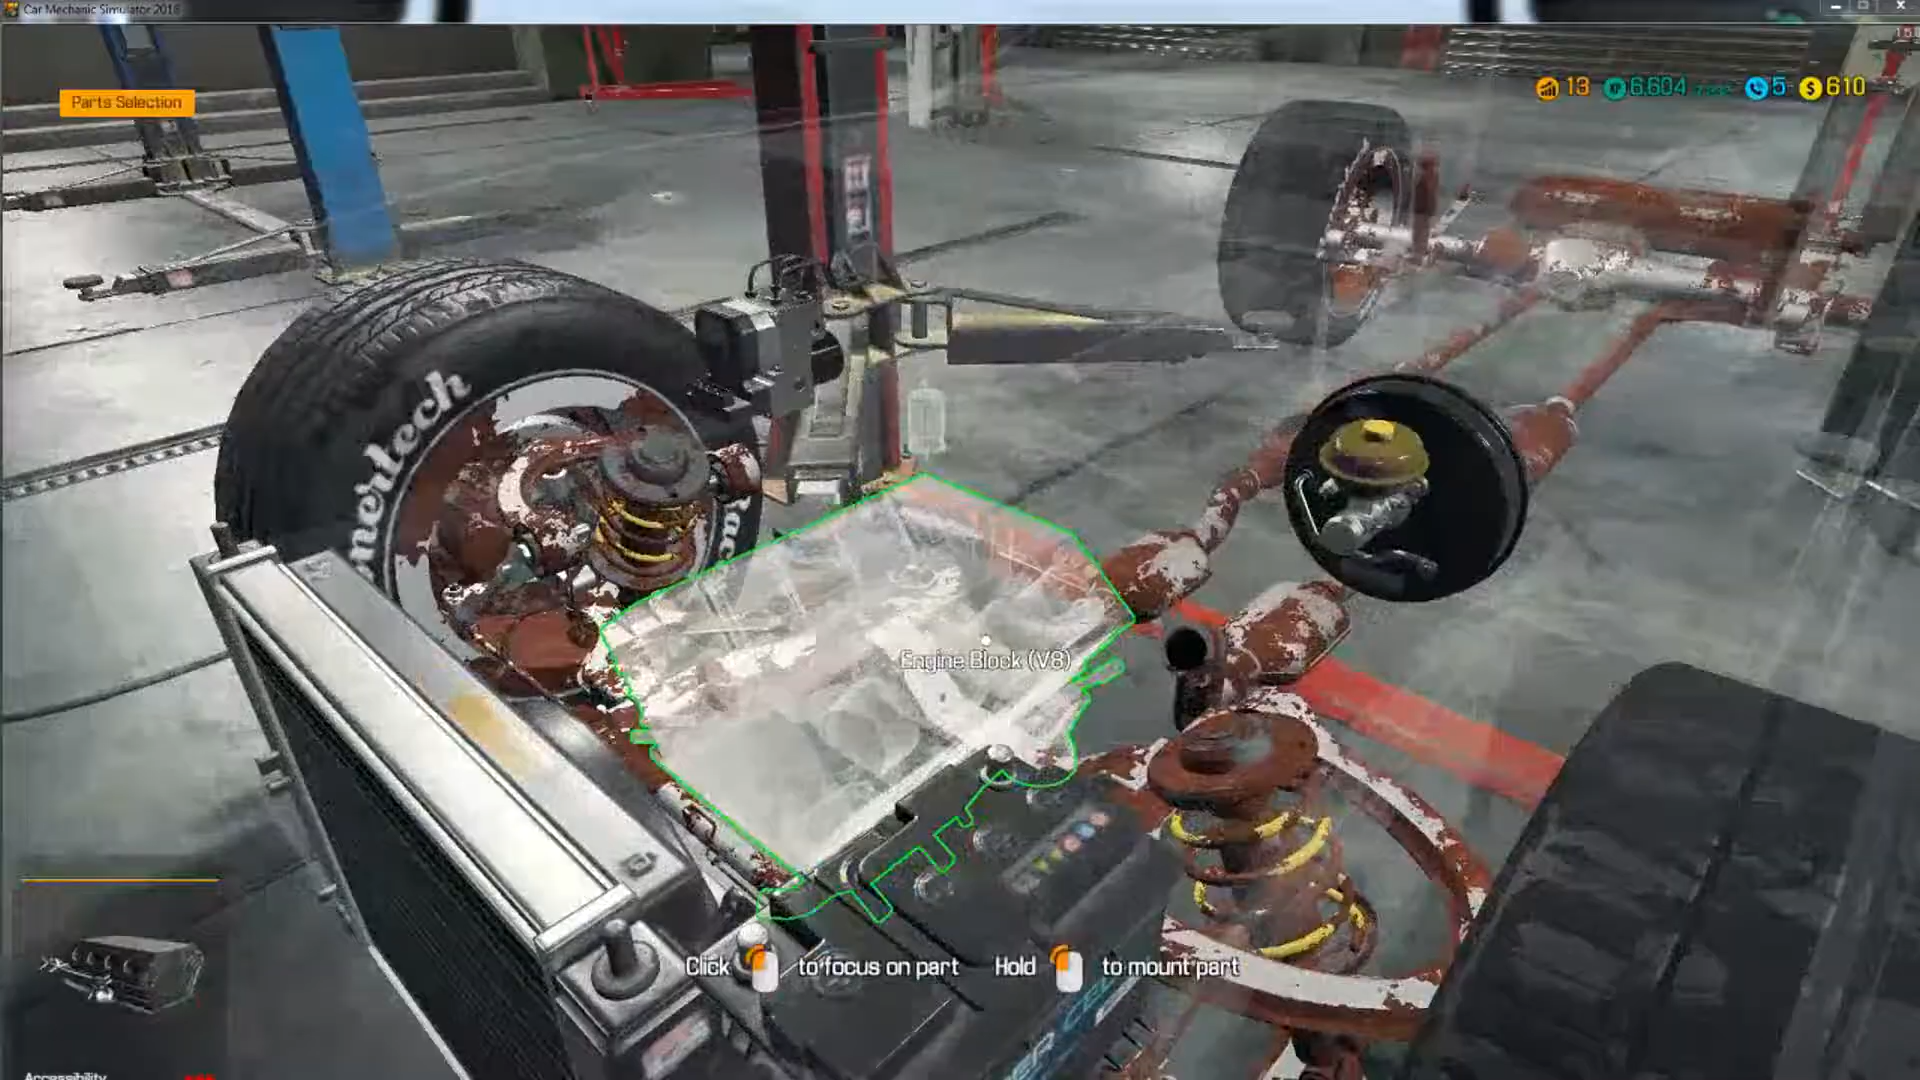 Car Mechanic Simulator 2018
Parts Selection
13
6.604
5
610
Engine Block (V8)
Click to focus on part Hold to mount part
Accessibility